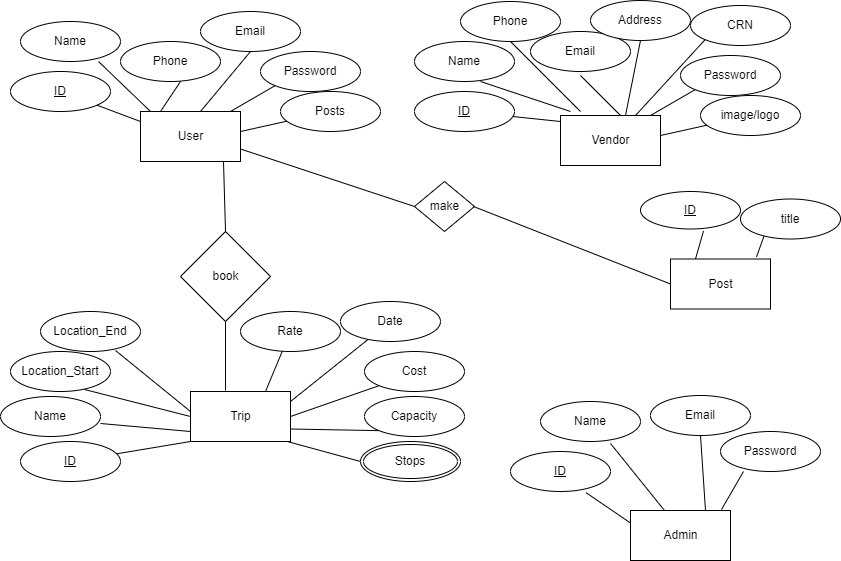 Name
Phone
Email
Password
Posts
ID
User
Phone
Address
CRN
Name
Email
Password
ID
image/logo
Vendor
make
ID
title
Post
book
Location_End
Rate
Date
Location_Start
Cost
Name
Capacity
ID
Stops
Trip
Name
Email
Password
ID
Admin